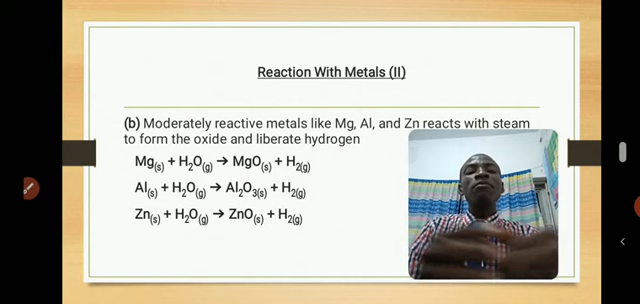 Reaction With Metals (II)
(b) Moderately reactive metals like Mg, Al, and Zn reacts with steam
to form the oxide and liberate hydrogen
Mg(s) + H₂O(g) → MgO(s) + H₂(g)
Al(s) + H₂O(g) → Al₂O₃(s) + H₂(g)
Zn(s) + H₂O(g) → ZnO(s) + H₂(g)